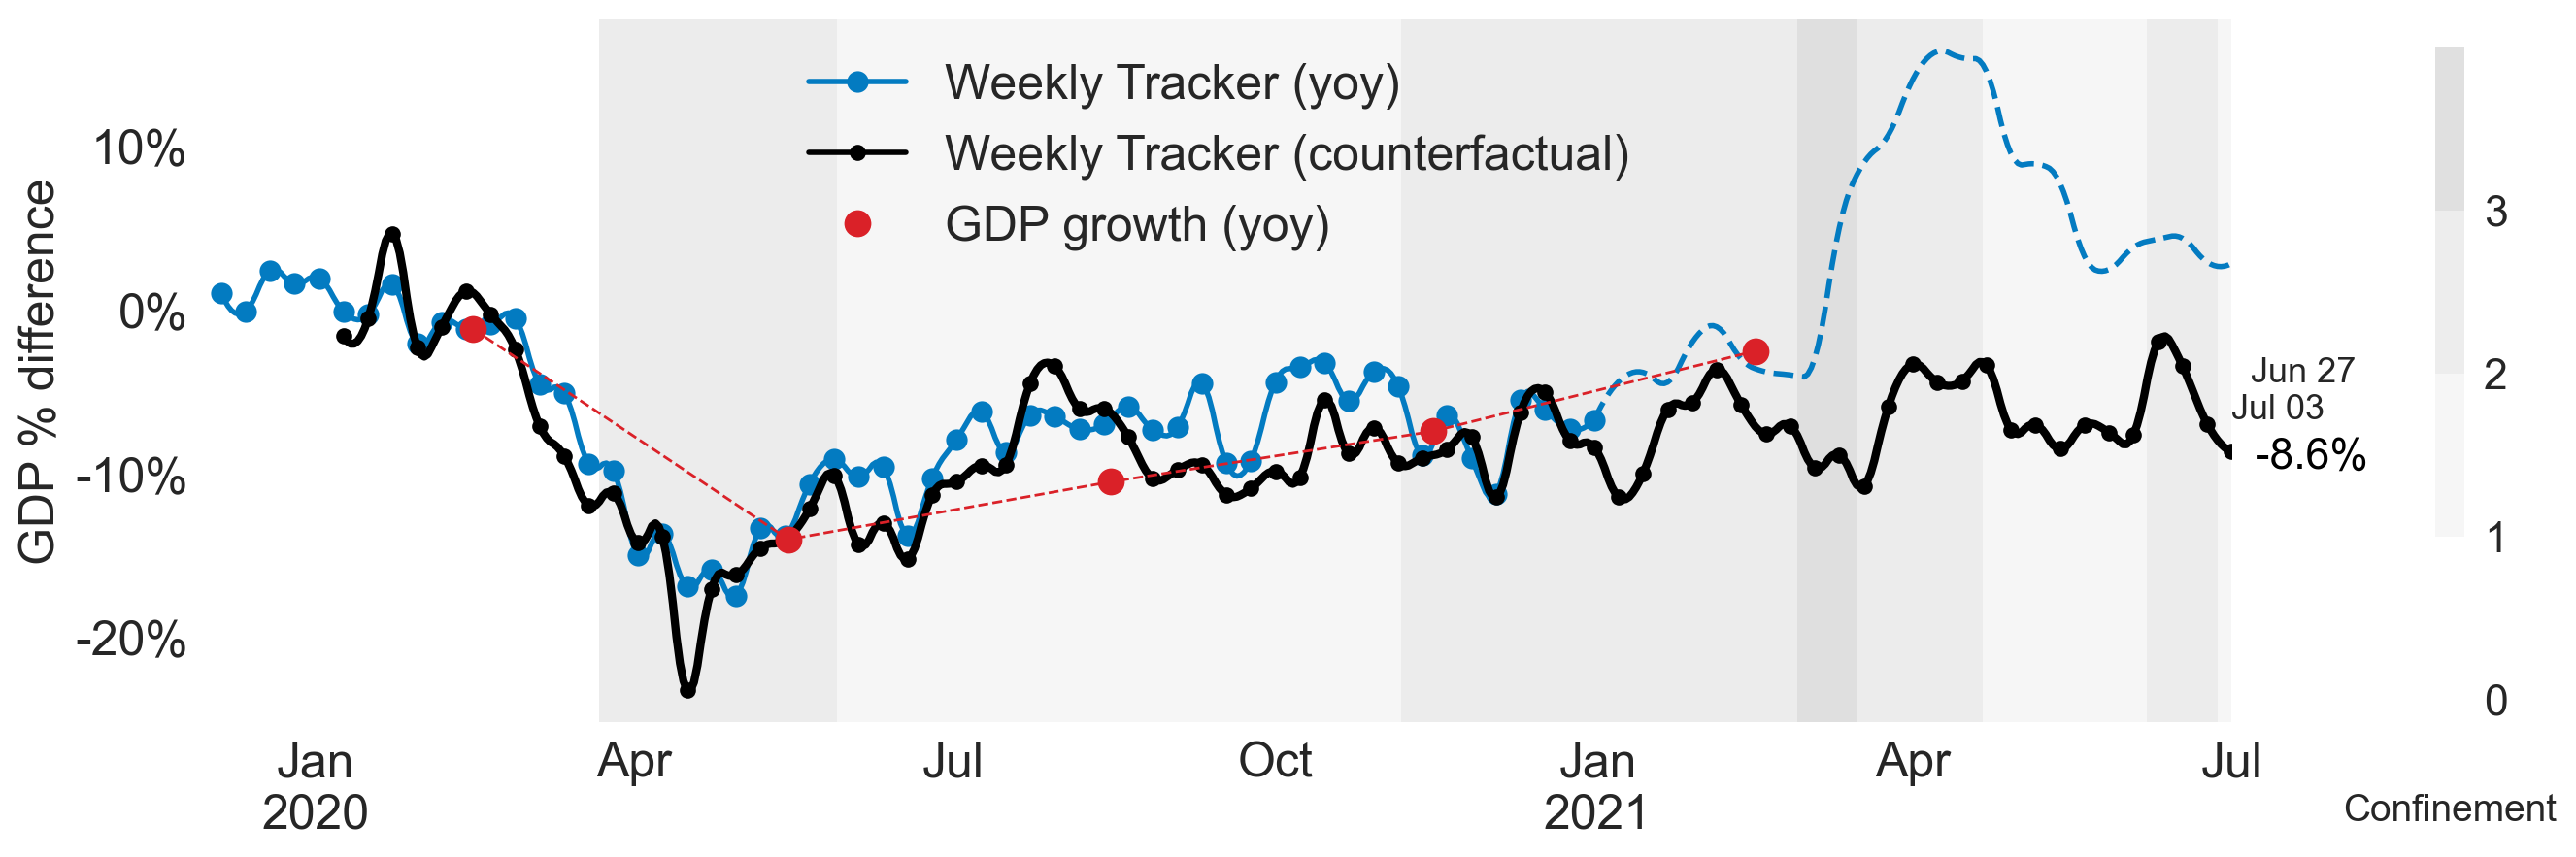 Weekly Tracker (yoy)
Weekly Tracker (counterfactual)
GDP growth (yoy)
GDP % difference
10%
0%
-10%
-20%
Jan
2020
Apr
Jul
Oct
Jan
2021
Apr
Jul
Jun 27
Jul 03
-8.6%
3
2
1
0
Confinement